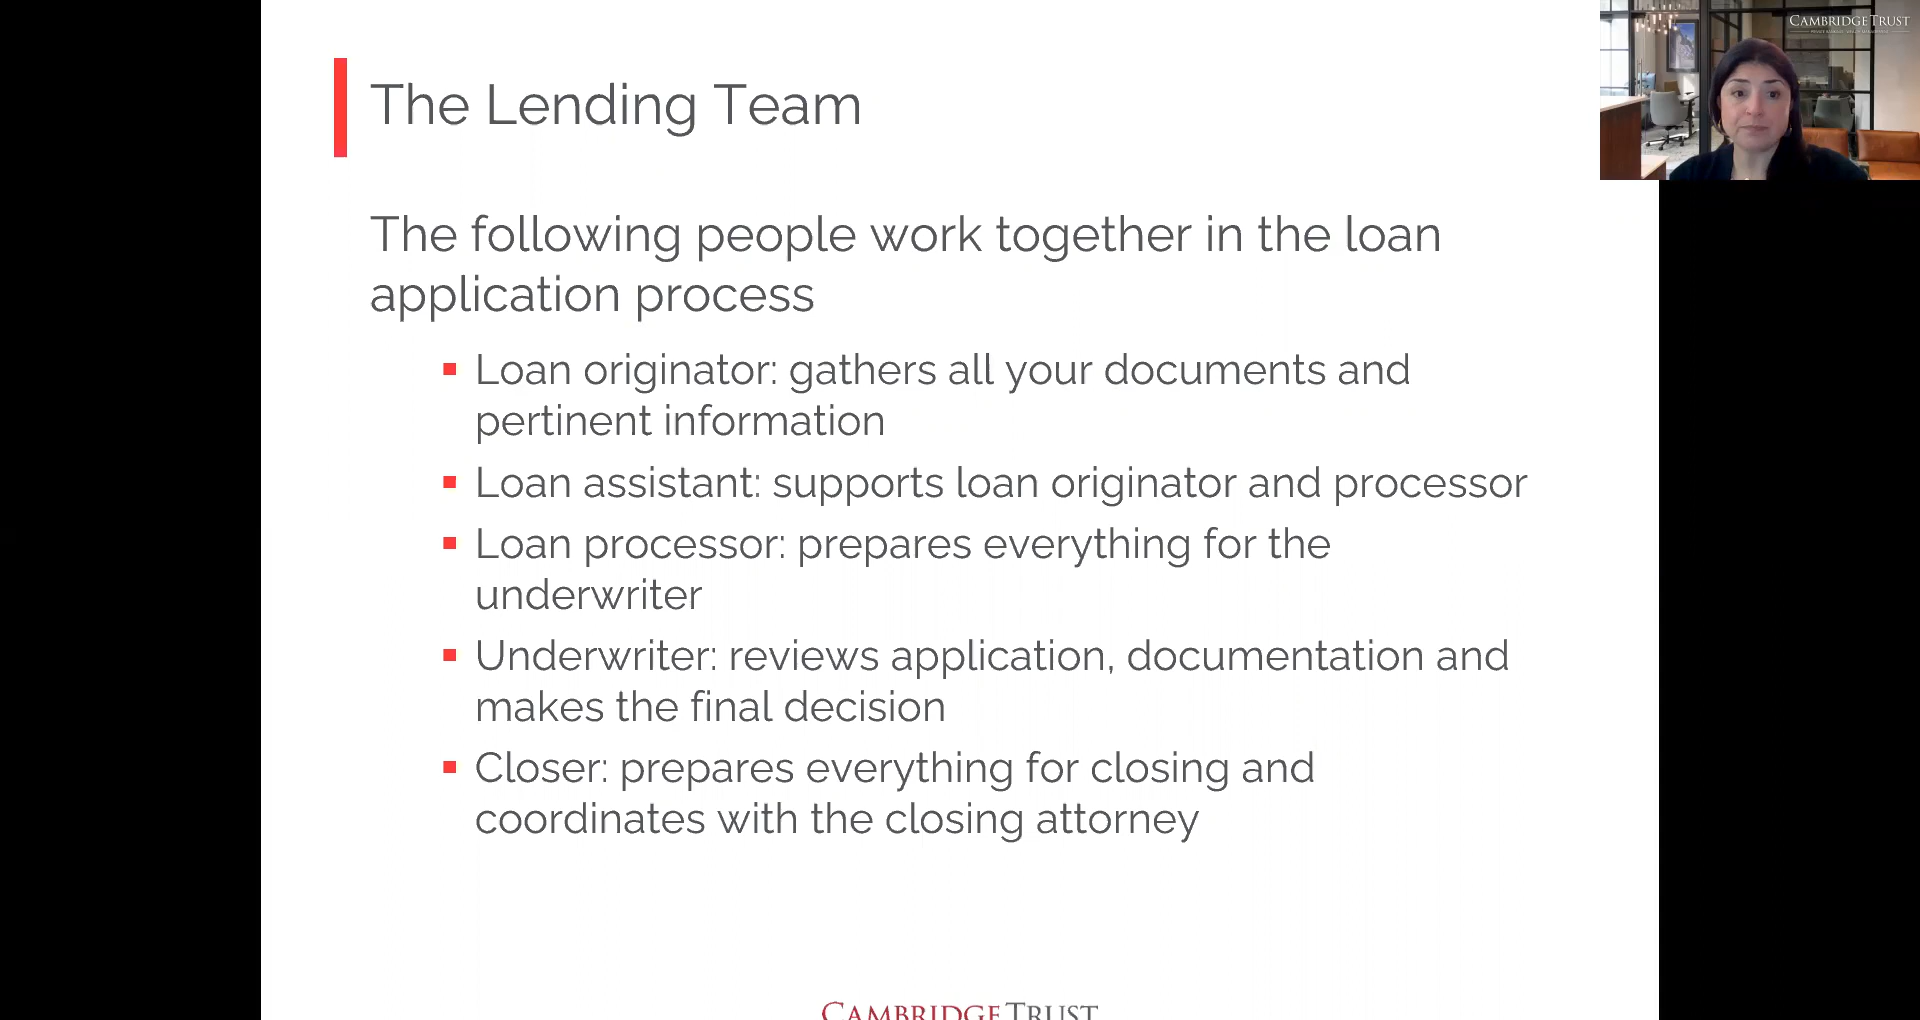 The Lending Team
The following people work together in the loan
application process
Loan originator: gathers all your documents and
pertinent information
Loan assistant: supports loan originator and processor
Loan processor: prepares everything for the
underwriter
Underwriter: reviews application, documentation and
makes the final decision
Closer: prepares everything for closing and
coordinates with the closing attorney
CAMBRIDGE TRUST
CAMBRIDGE TRUST